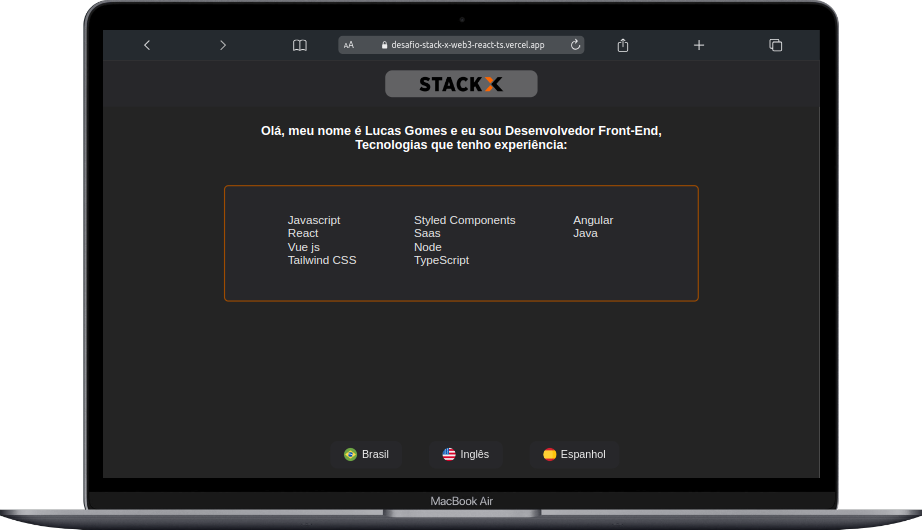 AA desafio-stack-x-web3-react-ts.vercel.app
STACKX
Olá, meu nome é Lucas Gomes e eu sou Desenvolvedor Front-End,
Tecnologias que tenho experiência:
Javascript
React
Vue js
Tailwind CSS
Styled Components
Saas
Node
TypeScript
Angular
Java
Brasil
Inglês
Espanhol
MacBook Air